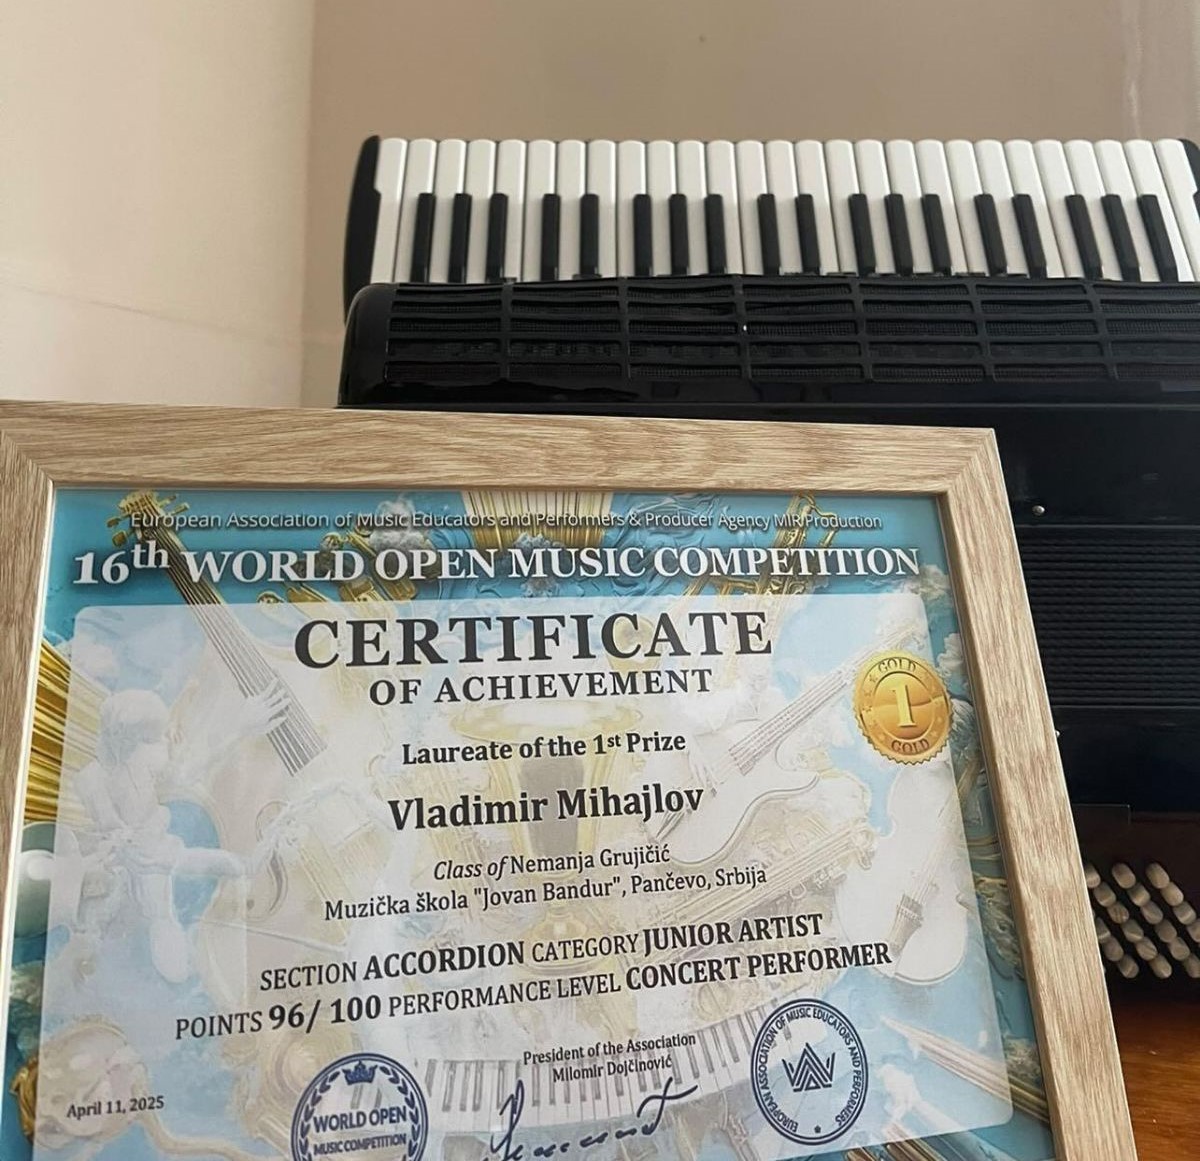 European Association of Music Educators and Performers & Producer Agency MIR Production
16th WORLD OPEN MUSIC COMPETITION
CERTIFICATE
OF ACHIEVEMENT
GOLD
1
GOLD
Laureate of the 1st Prize
Vladimir Mihajlov
Class of Nemanja Grujičić
Muzička škola "Jovan Bandur", Pančevo, Srbija
SECTION ACCORDION CATEGORY JUNIOR ARTIST
POINTS 96/ 100 PERFORMANCE LEVEL CONCERT PERFORMER
President of the Association
Milomir Dojčinović
April 11, 2025
WORLD OPEN
MUSIC COMPETITION
EUROPEAN ASSOCIATION OF MUSIC EDUCATORS AND PERFORMERS